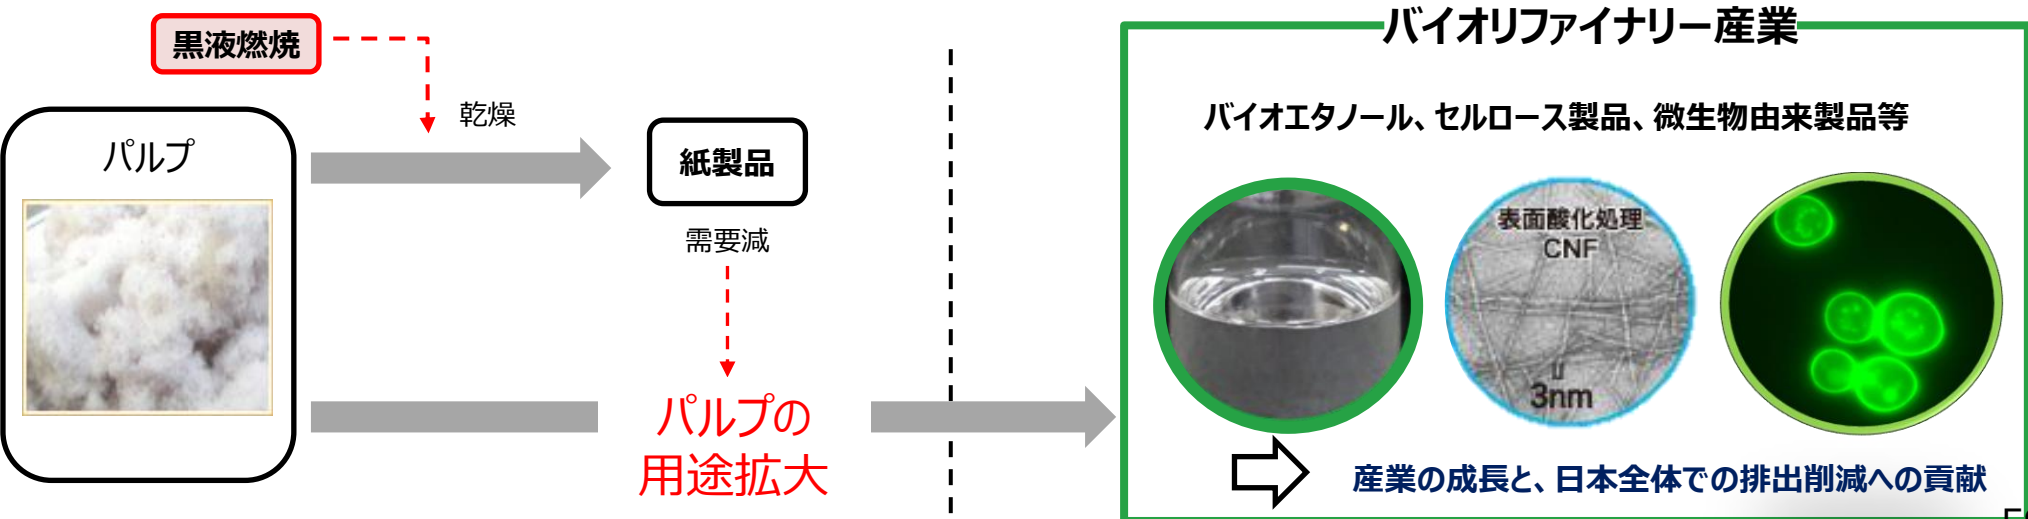 黒液燃焼
乾燥
パルプ
紙製品
需要減
パルプの
用途拡大
バイオリファイナリー産業
バイオエタノール、セルロース製品、微生物由来製品等
表面酸化処理
CNF
3nm
産業の成長と、日本全体での排出削減への貢献